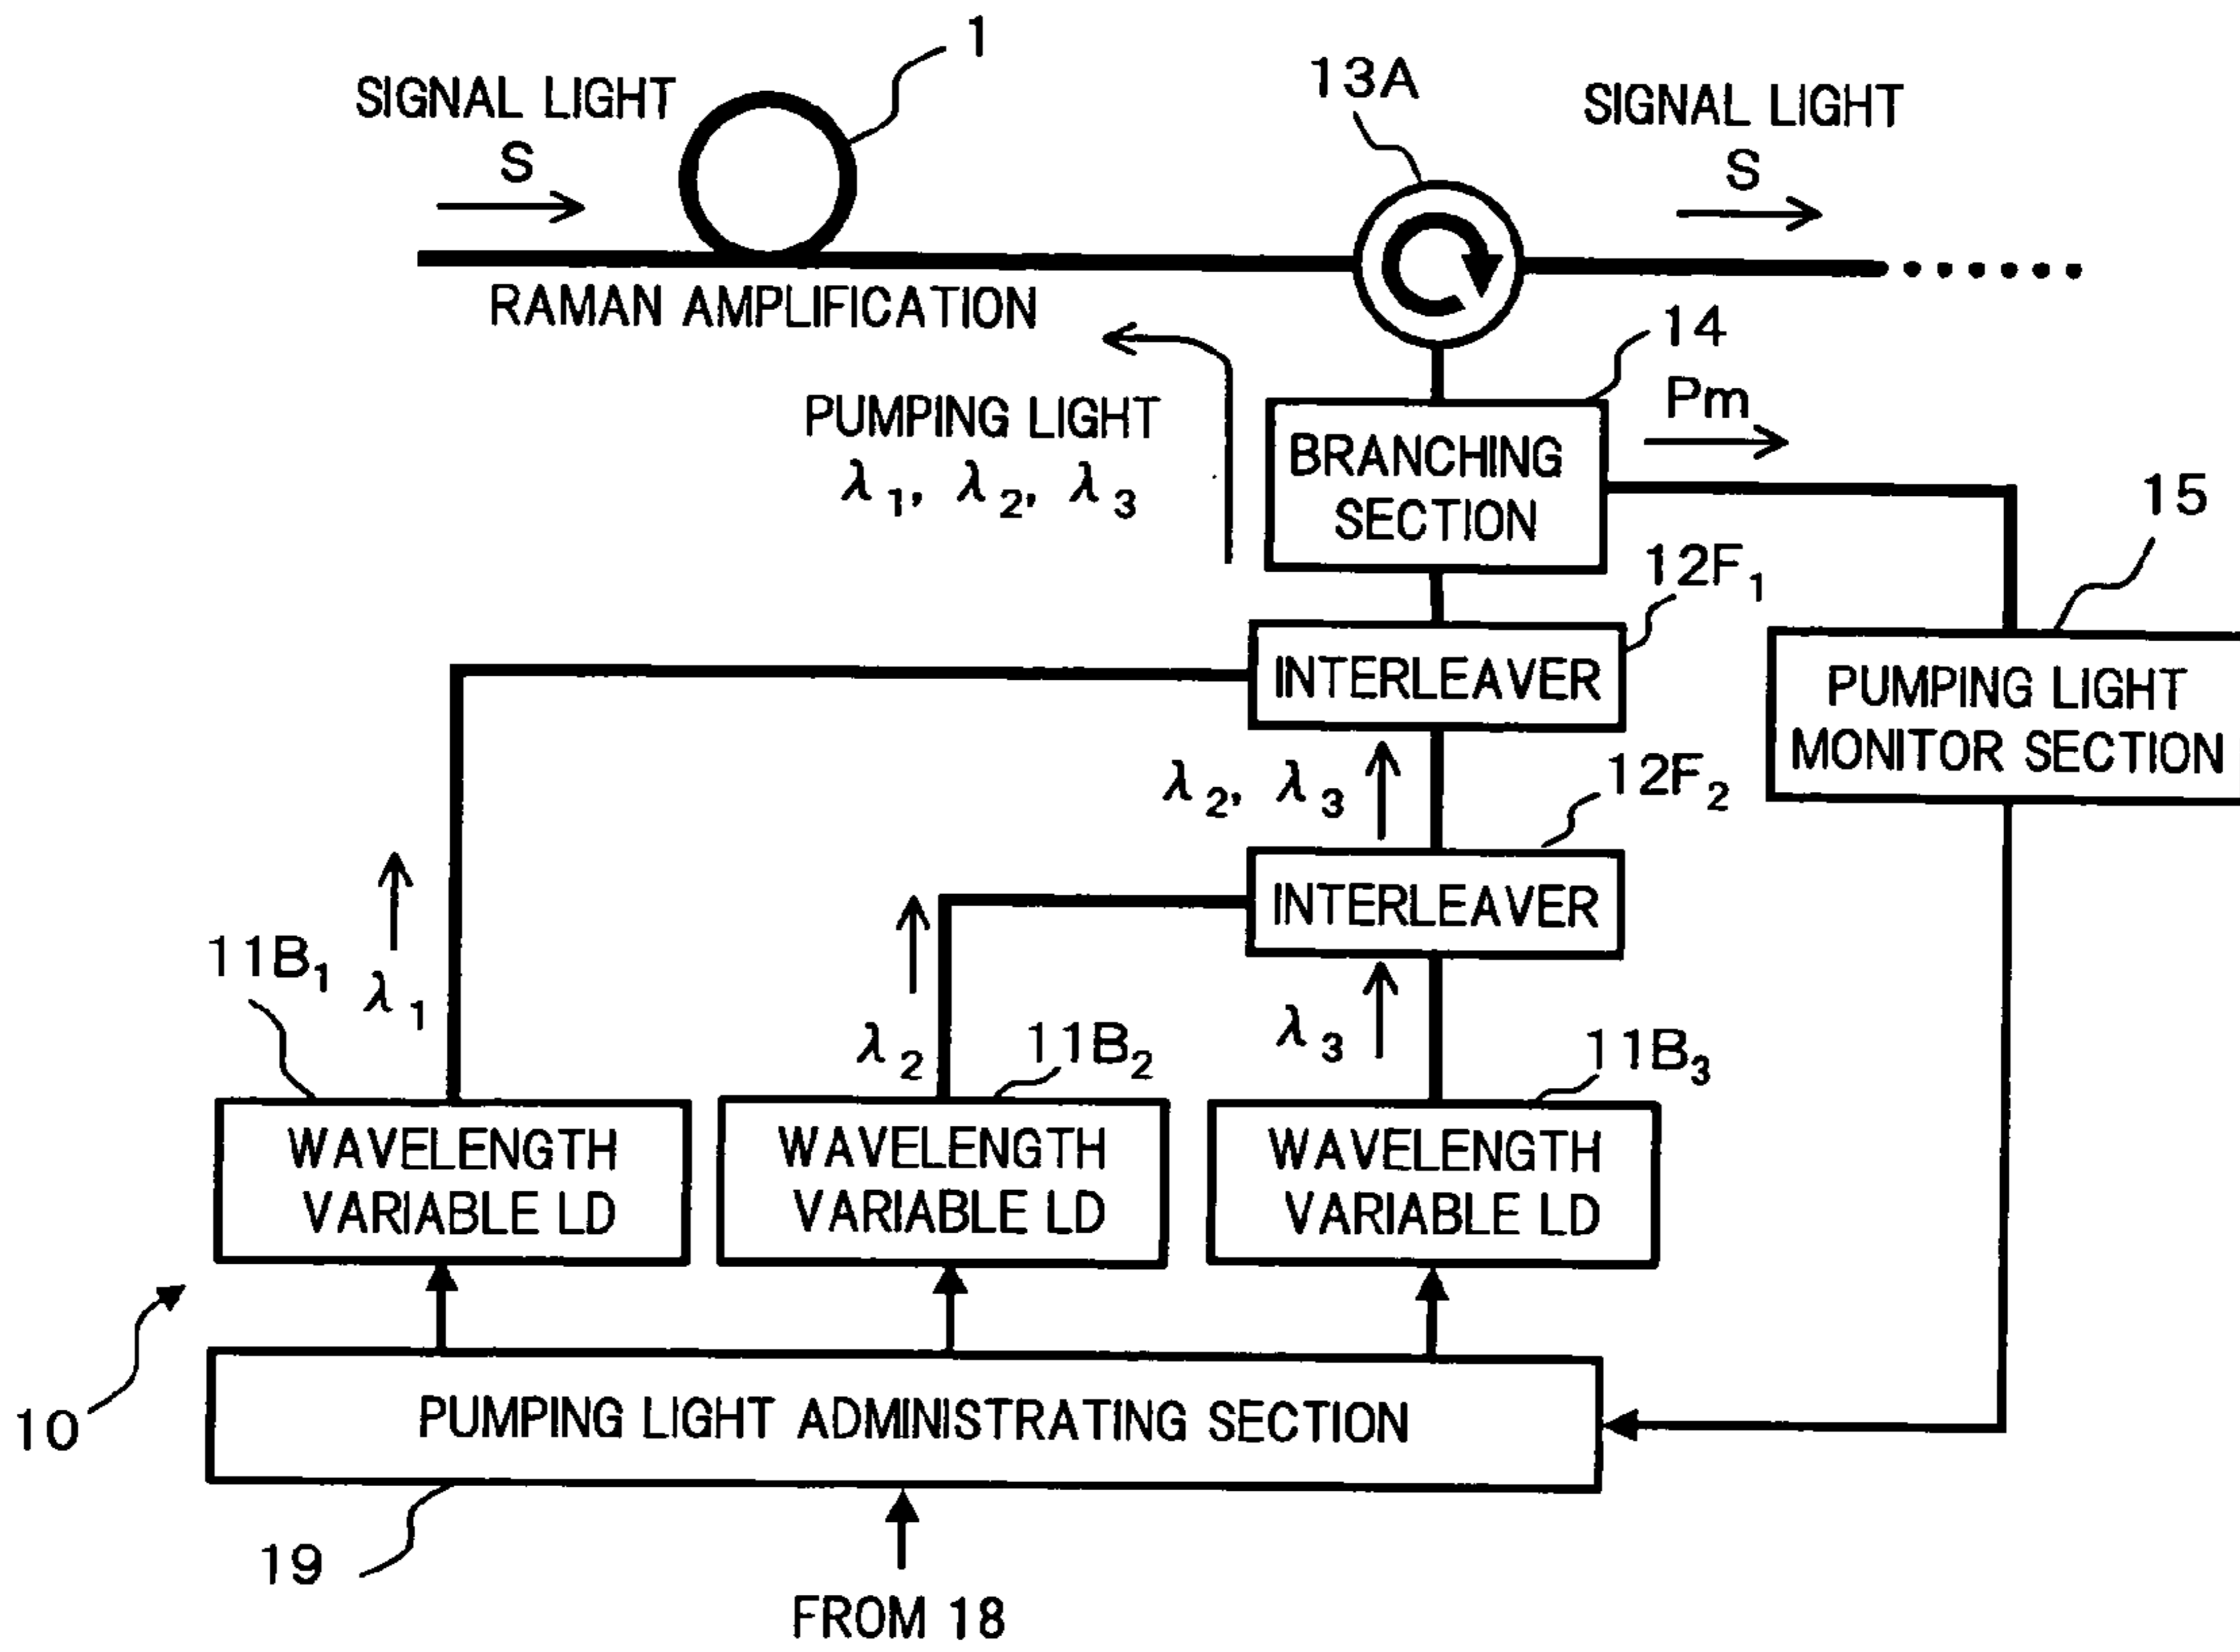 1
SIGNAL LIGHT
S
13A
SIGNAL LIGHT
S
RAMAN AMPLIFICATION
14
Pm
PUMPING LIGHT
λ1, λ2, λ3
BRANCHING
SECTION
15
12F1
INTERLEAVER
PUMPING LIGHT
MONITOR SECTION
λ2, λ3
12F2
INTERLEAVER
11B1
λ1
λ2
11B2
λ3
11B3
WAVELENGTH
VARIABLE LD
WAVELENGTH
VARIABLE LD
WAVELENGTH
VARIABLE LD
10
PUMPING LIGHT ADMINISTRATING SECTION
19
FROM 18